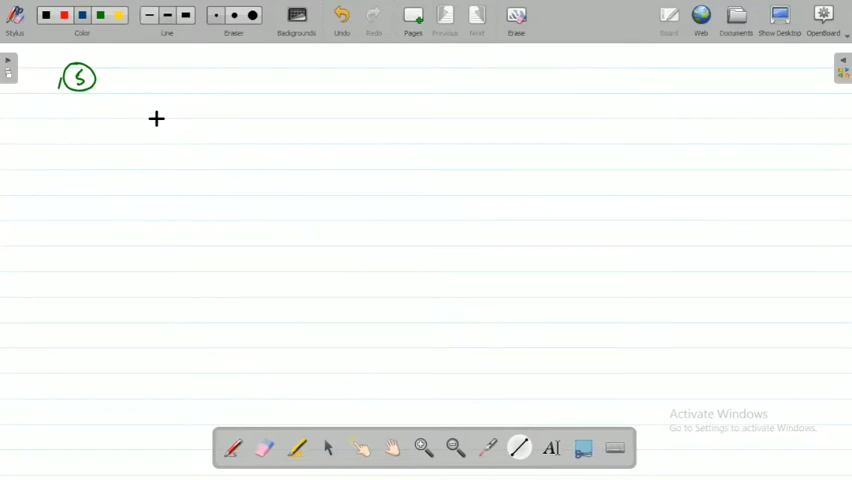 Stylus Color Line Eraser Backgrounds Undo Redo Pages Previous Next Erase Board Web Documents Show Desktop OpenBoard
S
AI
Activate Windows
Go to Settings to activate Windows.